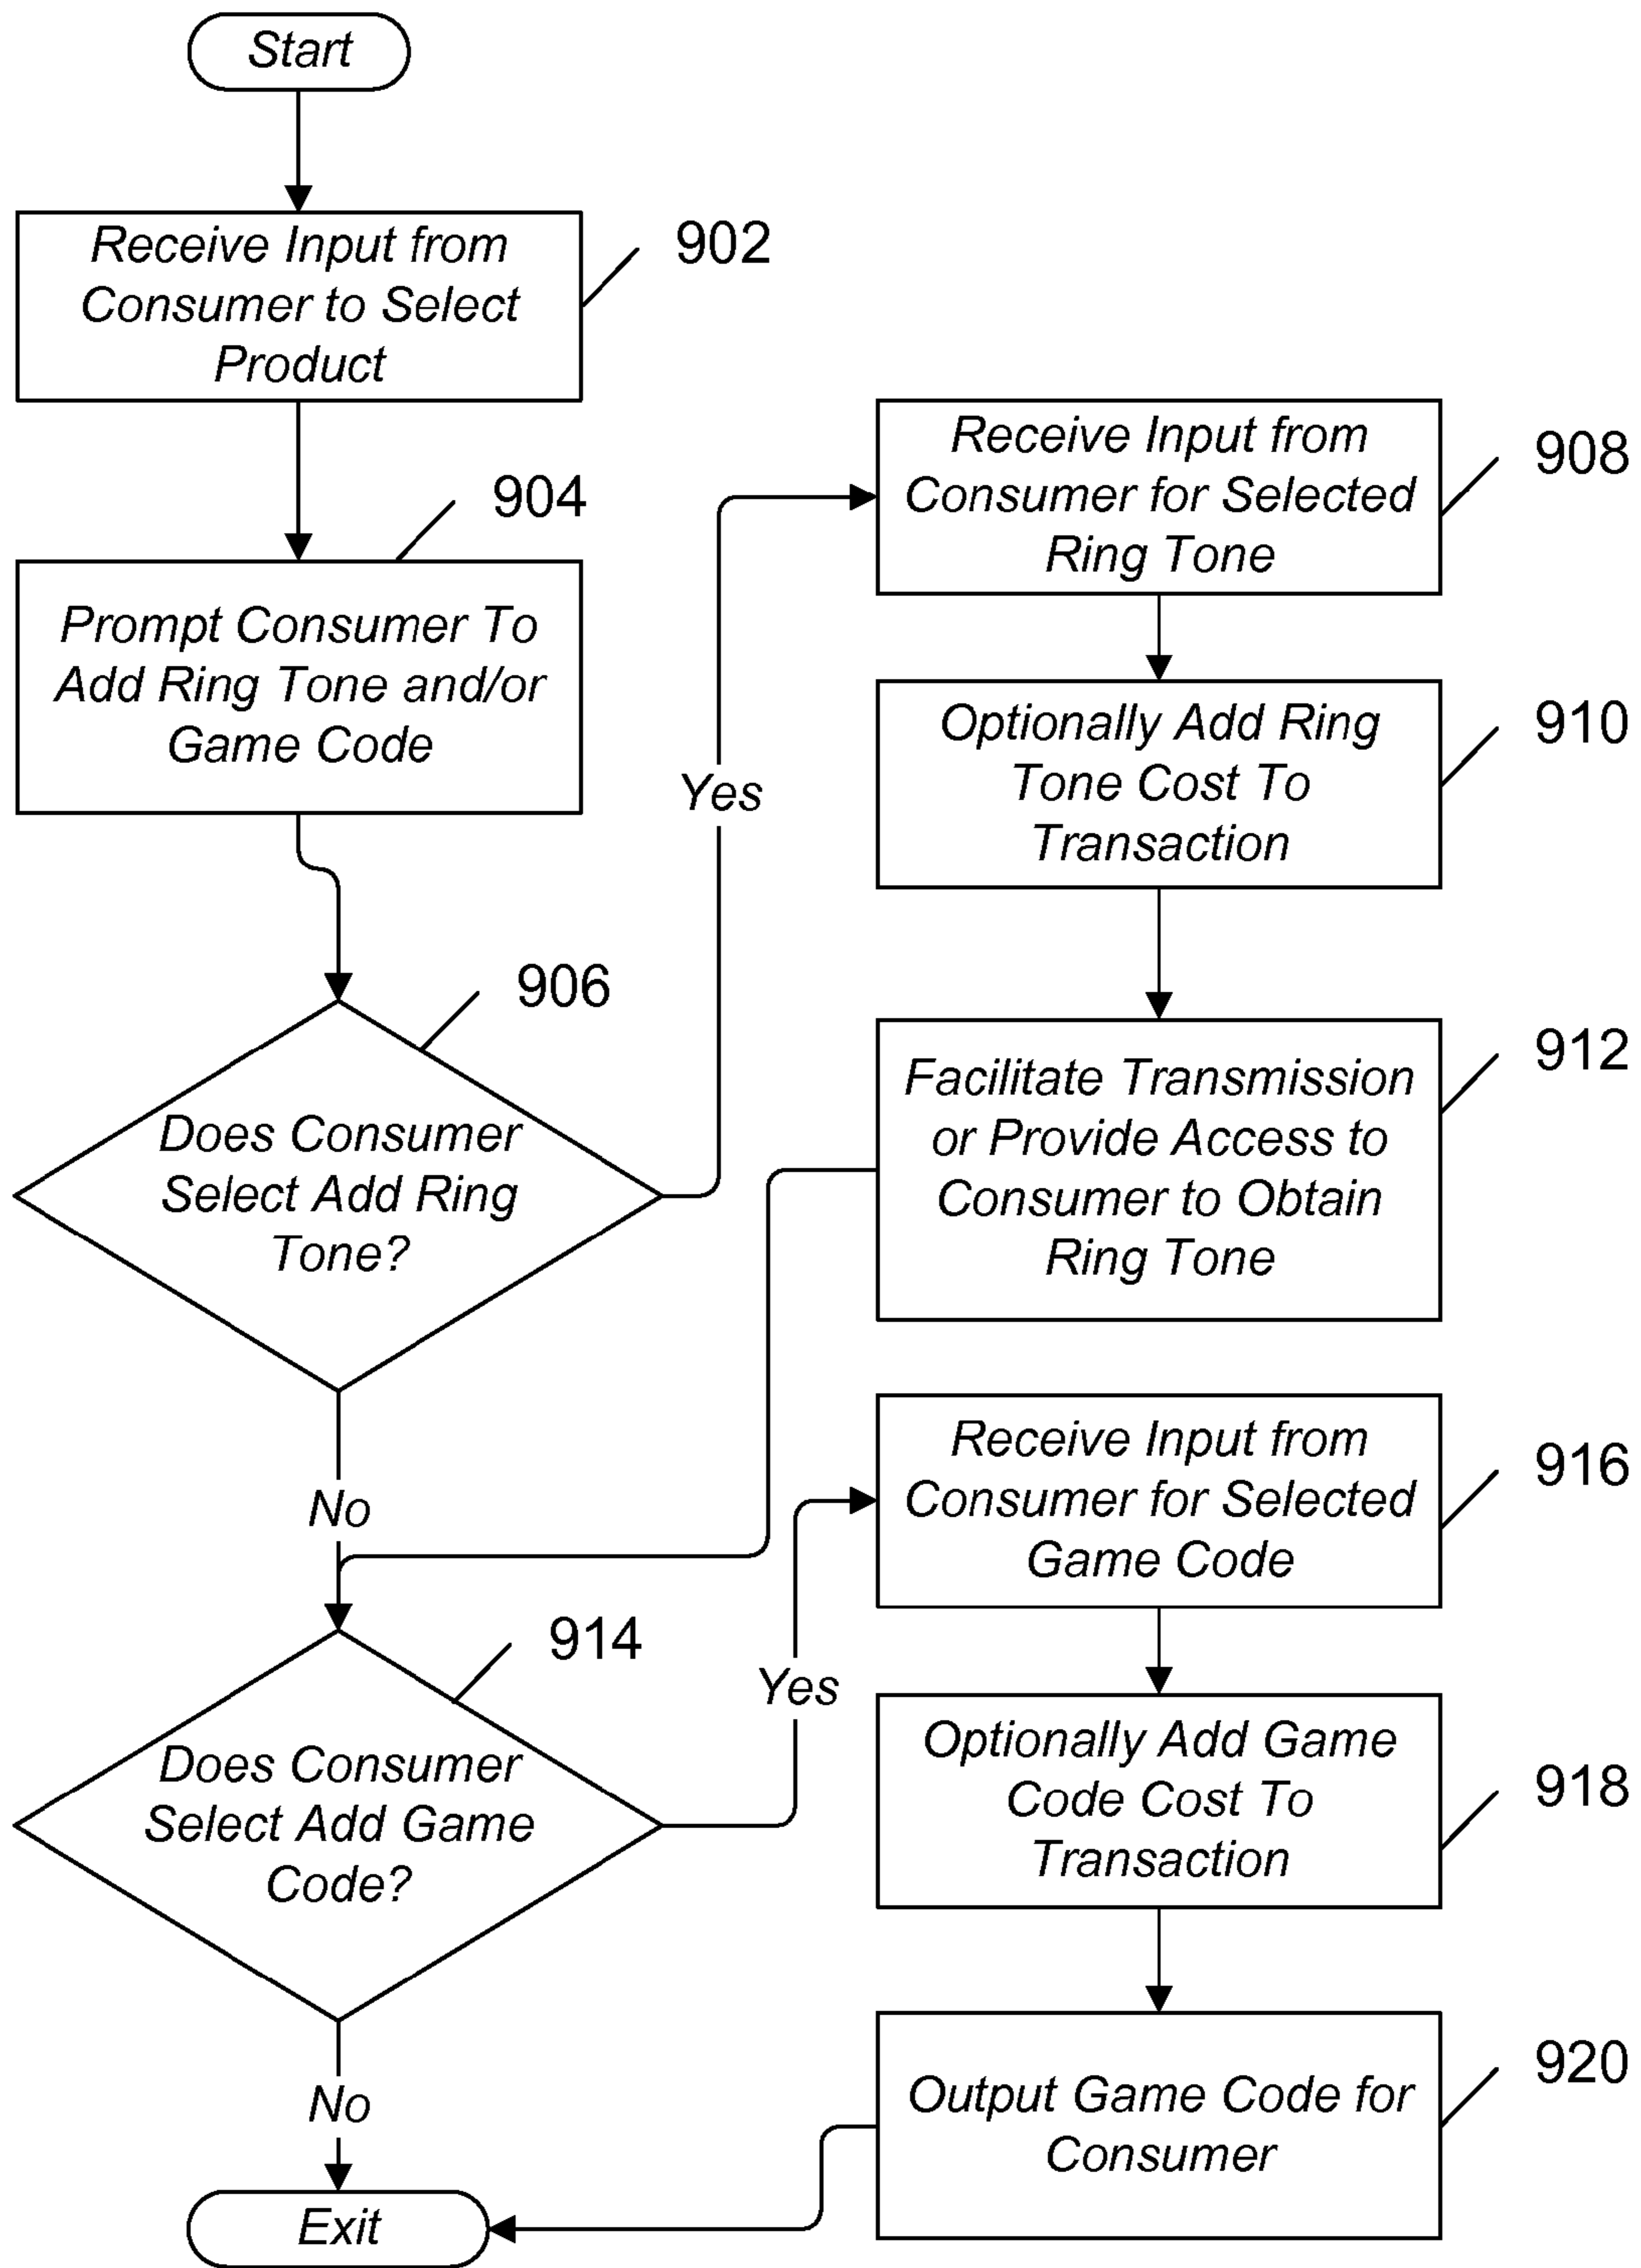 Start
Receive Input from
Consumer to Select
Product
902
Prompt Consumer To
Add Ring Tone and/or
Game Code
904
Does Consumer
Select Add Ring
Tone?
906
Yes
No
Receive Input from
Consumer for Selected
Ring Tone
908
Optionally Add Ring
Tone Cost To
Transaction
910
Facilitate Transmission
or Provide Access to
Consumer to Obtain
Ring Tone
912
Does Consumer
Select Add Game
Code?
914
Yes
No
Receive Input from
Consumer for Selected
Game Code
916
Optionally Add Game
Code Cost To
Transaction
918
Output Game Code for
Consumer
920
Exit